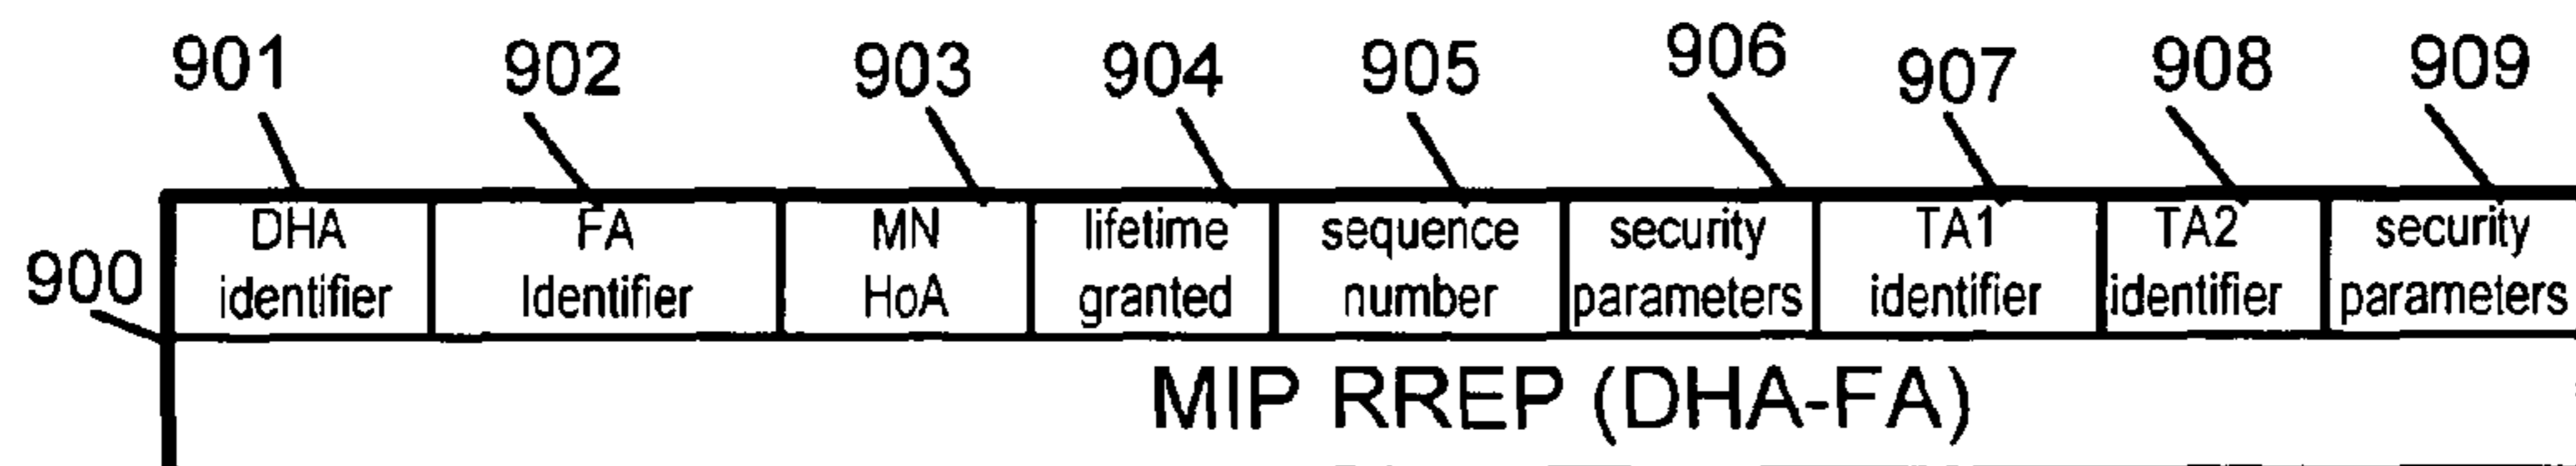 901 902 903 904 905 906 907 908 909
DHA identifier
FA Identifier
MN HoA
lifetime granted
sequence number
security parameters
TA1 identifier
TA2 identifier
security parameters
900
MIP RREP (DHA-FA)